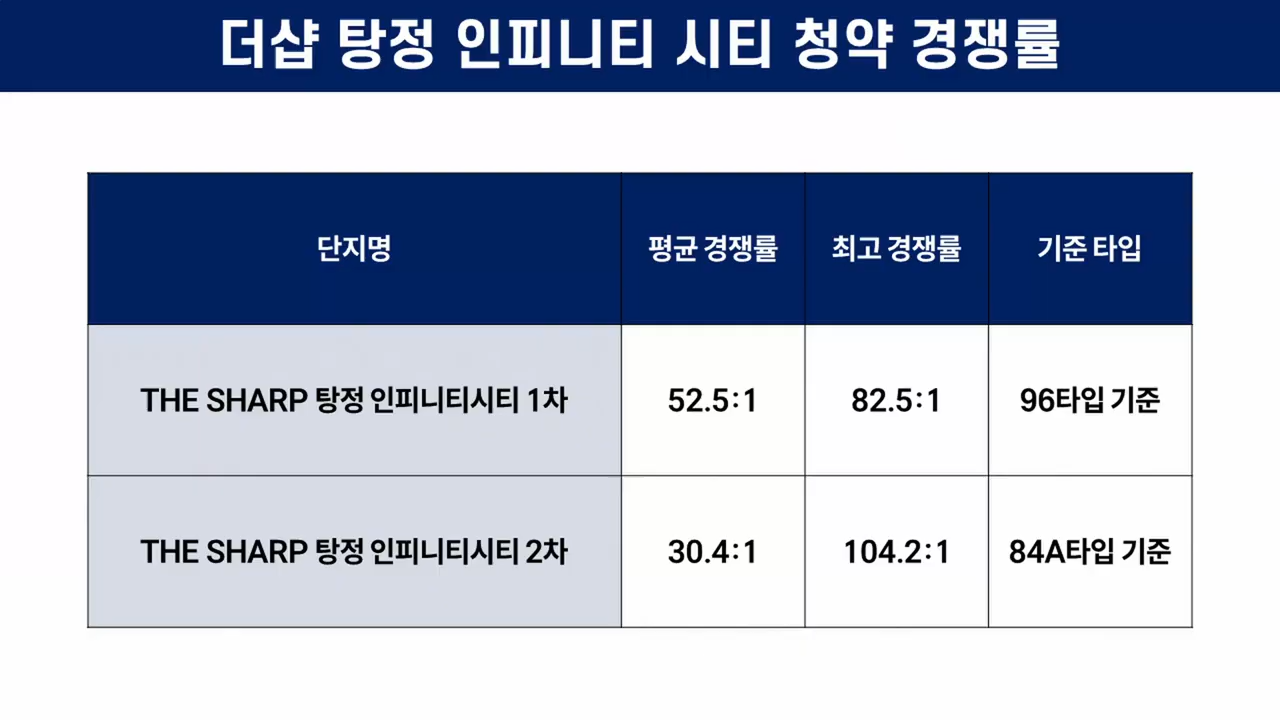 더샵 탕정 인피니티 시티 청약 경쟁률
단지명 평균 경쟁률 최고 경쟁률 기준 타입
THE SHARP 탕정 인피니티시티 1차 52.5:1 82.5:1 96타입 기준
THE SHARP 탕정 인피니티시티 2차 30.4:1 104.2:1 84A타입 기준